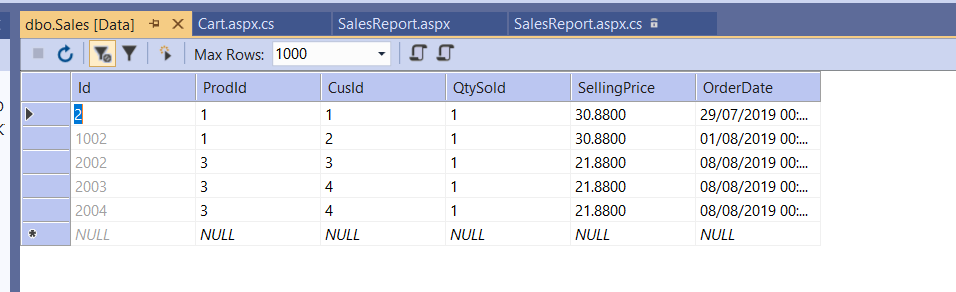 dbo.Sales [Data] Cart.aspx.cs SalesReport.aspx SalesReport.aspx.cs
Max Rows: 1000
Id ProdId CusId QtySold SellingPrice OrderDate
2 1 1 1 30.8800 29/07/2019 00:...
1002 1 2 1 30.8800 01/08/2019 00:...
2002 3 3 1 21.8800 08/08/2019 00:...
2003 3 4 1 21.8800 08/08/2019 00:...
2004 3 4 1 21.8800 08/08/2019 00:...
NULL NULL NULL NULL NULL NULL